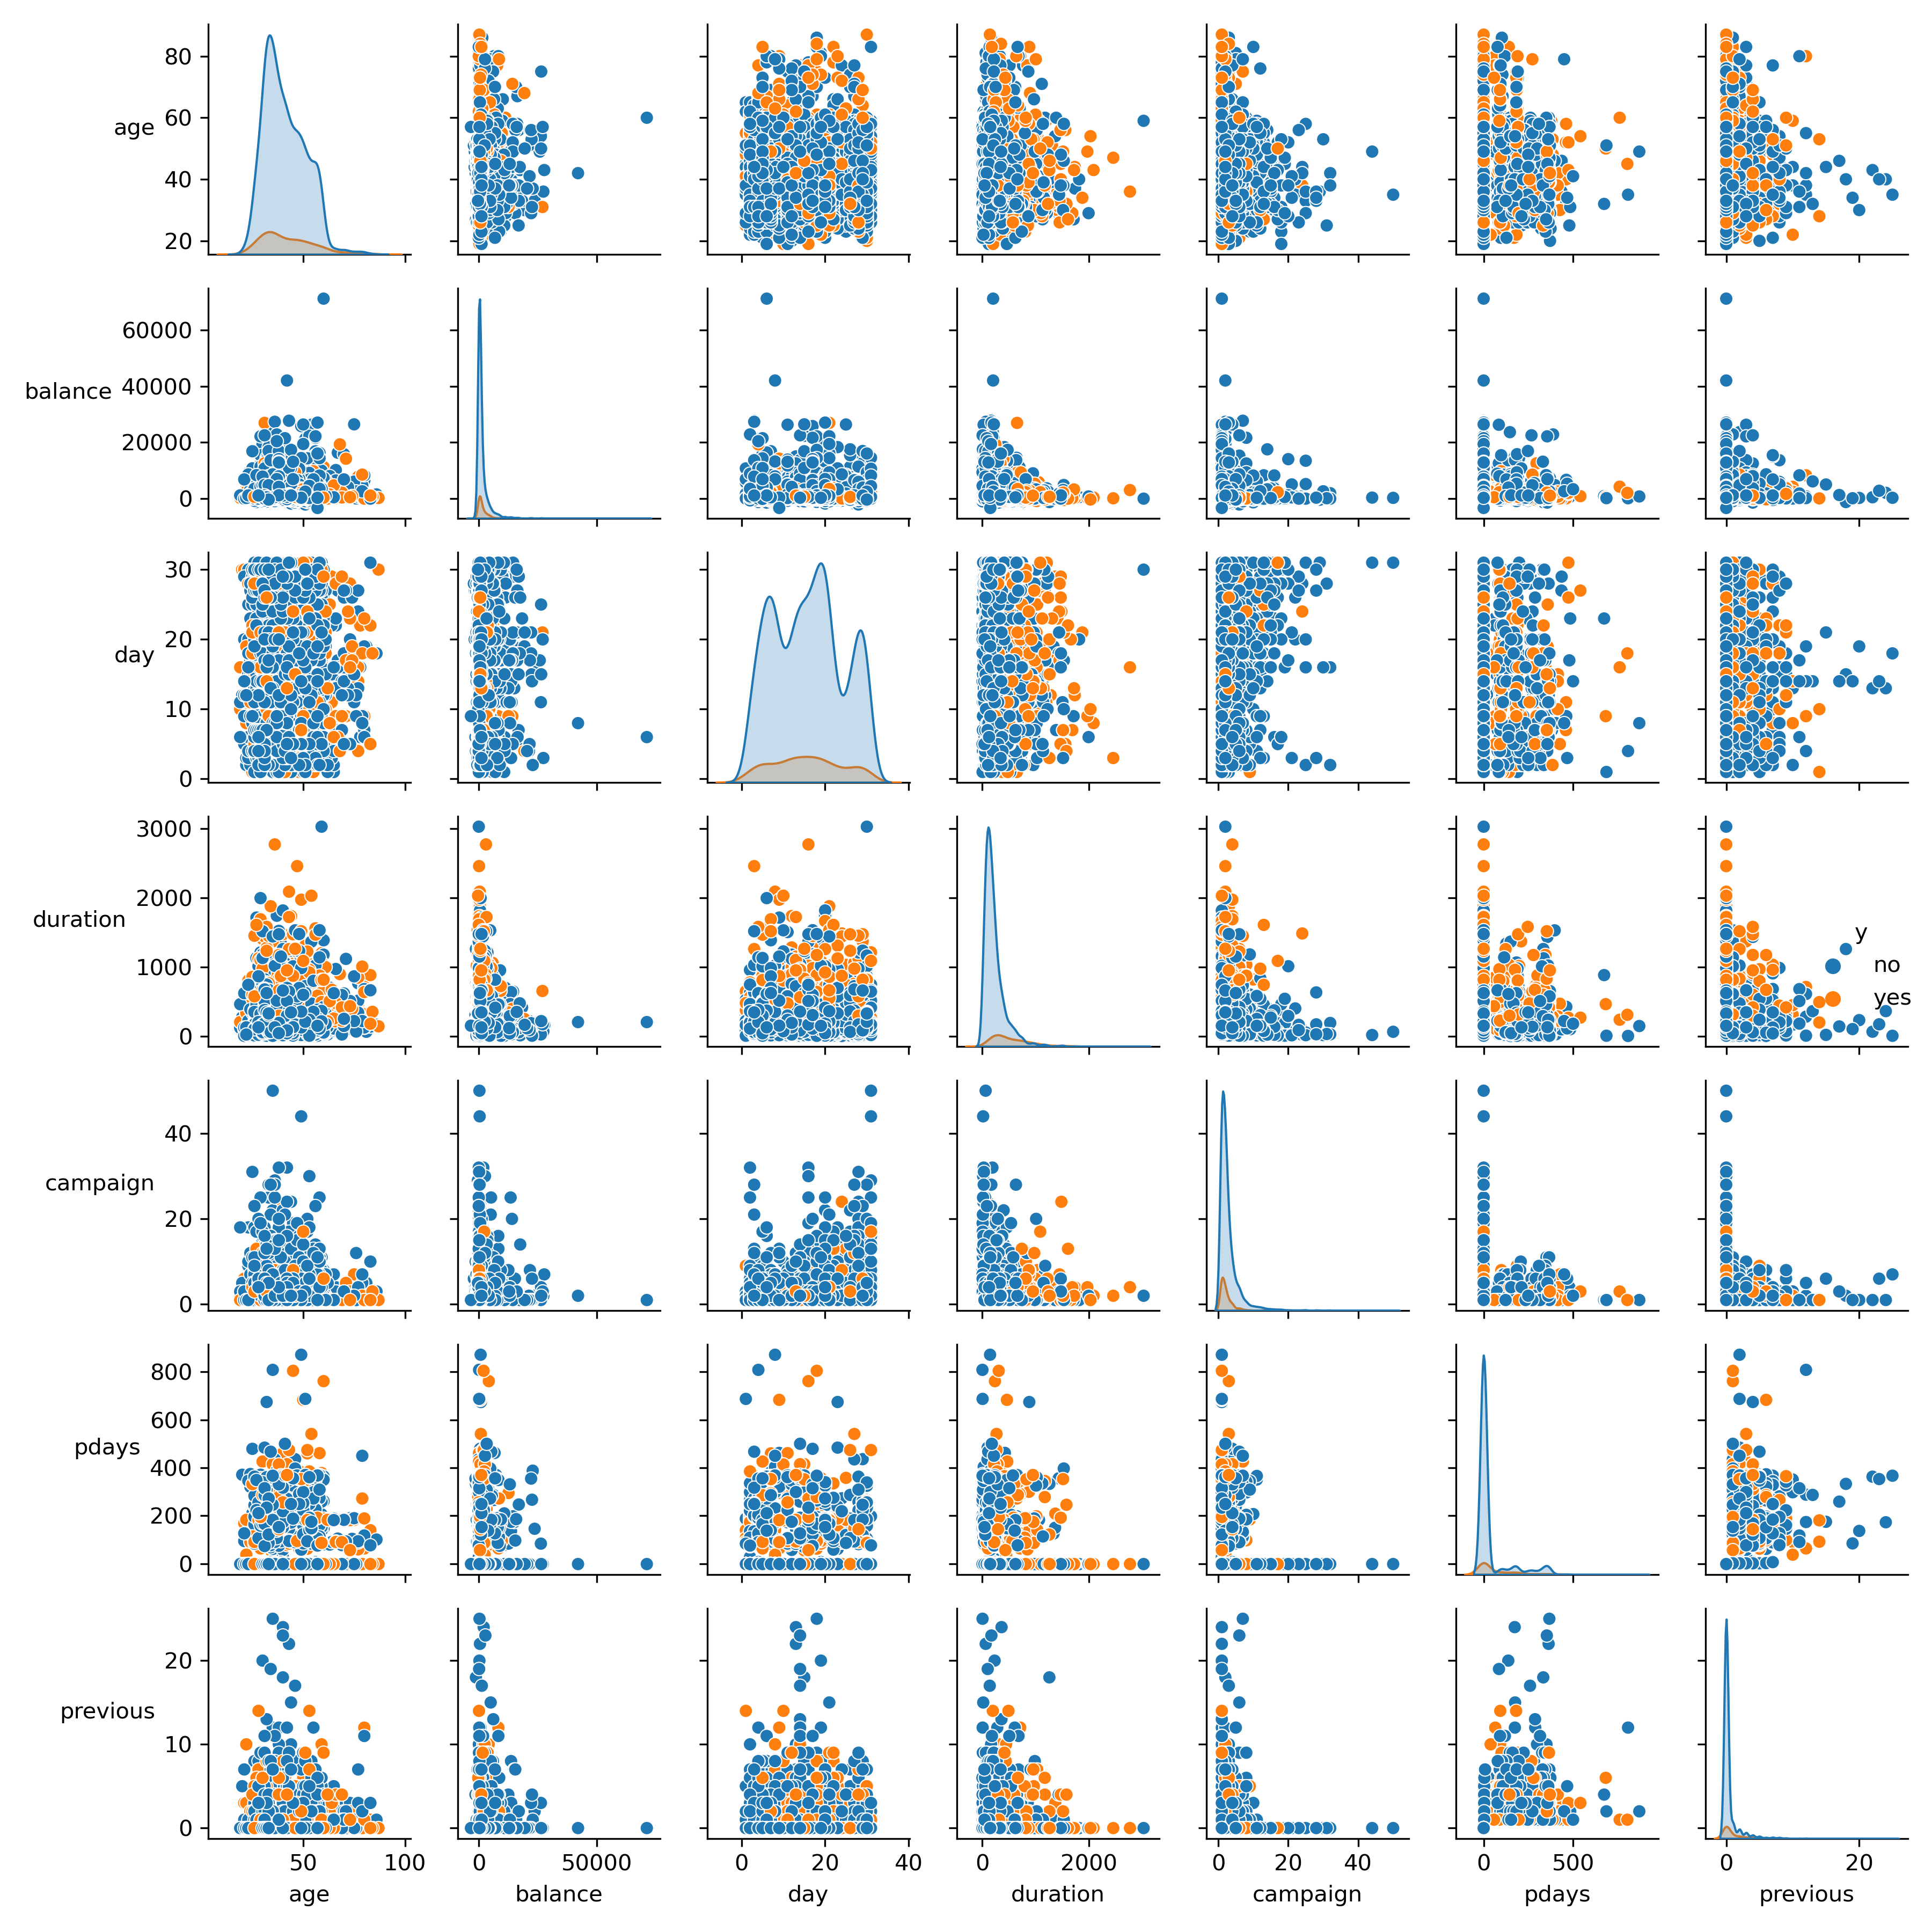 80
60
age
40
20
60000
balance 40000
20000
0
30
20
day
10
0
3000
2000
duration
1000
0
y
no
yes
40
campaign
20
0
800
600
pdays
400
200
0
20
previous
10
0
50 100 0 50000 0 20 40 0 2000 0 20 40 0 500 0 20
age balance day duration campaign pdays previous